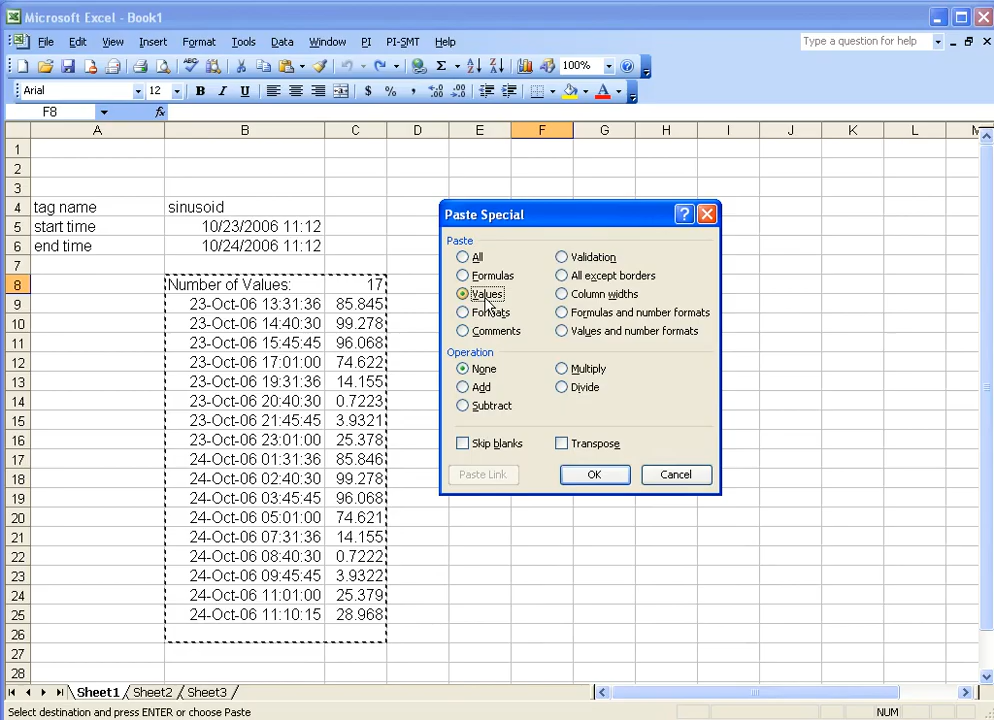 Microsoft Excel - Book1
File Edit View Insert Format Tools Data Window PI PI-SMT Help Type a question for help
100%
Arial 12 B I U $ % , A
F8 fx
A B C D E F G H I J K L M
1
2
3
4 tag name sinusoid
5 start time 10/23/2006 11:12
6 end time 10/24/2006 11:12
7
8 Number of Values: 17
9 23-Oct-06 13:31:36 85.845
10 23-Oct-06 14:40:30 99.278
11 23-Oct-06 15:45:45 96.068
12 23-Oct-06 17:01:00 74.622
13 23-Oct-06 19:31:36 14.155
14 23-Oct-06 20:40:30 0.7223
15 23-Oct-06 21:45:45 3.9321
16 23-Oct-06 23:01:00 25.378
17 24-Oct-06 01:31:36 85.846
18 24-Oct-06 02:40:30 99.278
19 24-Oct-06 03:45:45 96.068
20 24-Oct-06 05:01:00 74.621
21 24-Oct-06 07:31:36 14.155
22 24-Oct-06 08:40:30 0.7222
23 24-Oct-06 09:45:45 3.9322
24 24-Oct-06 11:01:00 25.379
25 24-Oct-06 11:10:15 28.968
26
27
28
Paste Special
Paste
All Validation
Formulas All except borders
Values Column widths
Formats Formulas and number formats
Comments Values and number formats
Operation
None Multiply
Add Divide
Subtract
Skip blanks Transpose
Paste Link OK Cancel
Sheet1 Sheet2 Sheet3
Select destination and press ENTER or choose Paste NUM